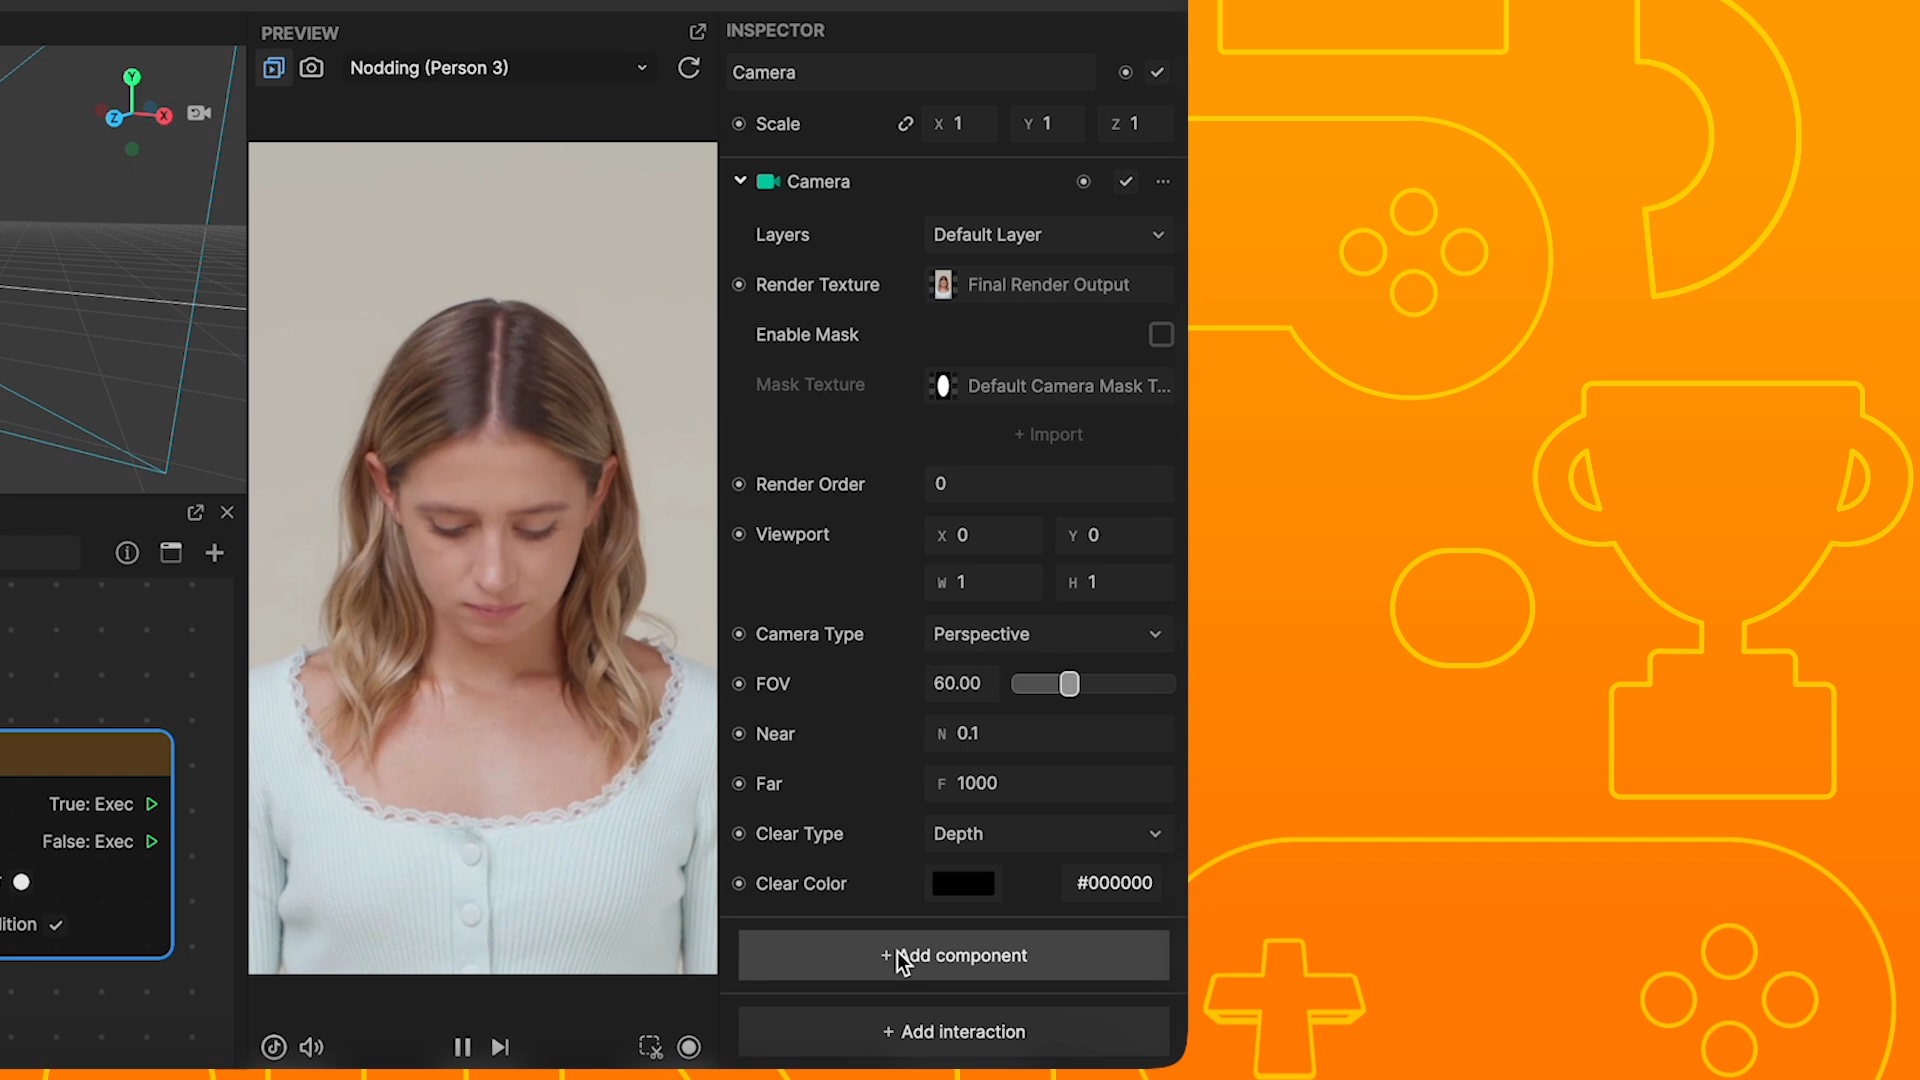 PREVIEW
Nodding (Person 3)
Y
Z
X
True: Exec
False: Exec
INSPECTOR
Camera
Scale X 1 Y 1 Z 1
Camera
Layers Default Layer
Render Texture Final Render Output
Enable Mask
Mask Texture Default Camera Mask T...
+ Import
Render Order 0
Viewport X 0 Y 0
W 1 H 1
Camera Type Perspective
FOV 60.00
Near N 0.1
Far F 1000
Clear Type Depth
Clear Color #000000
+ Add component
+ Add interaction